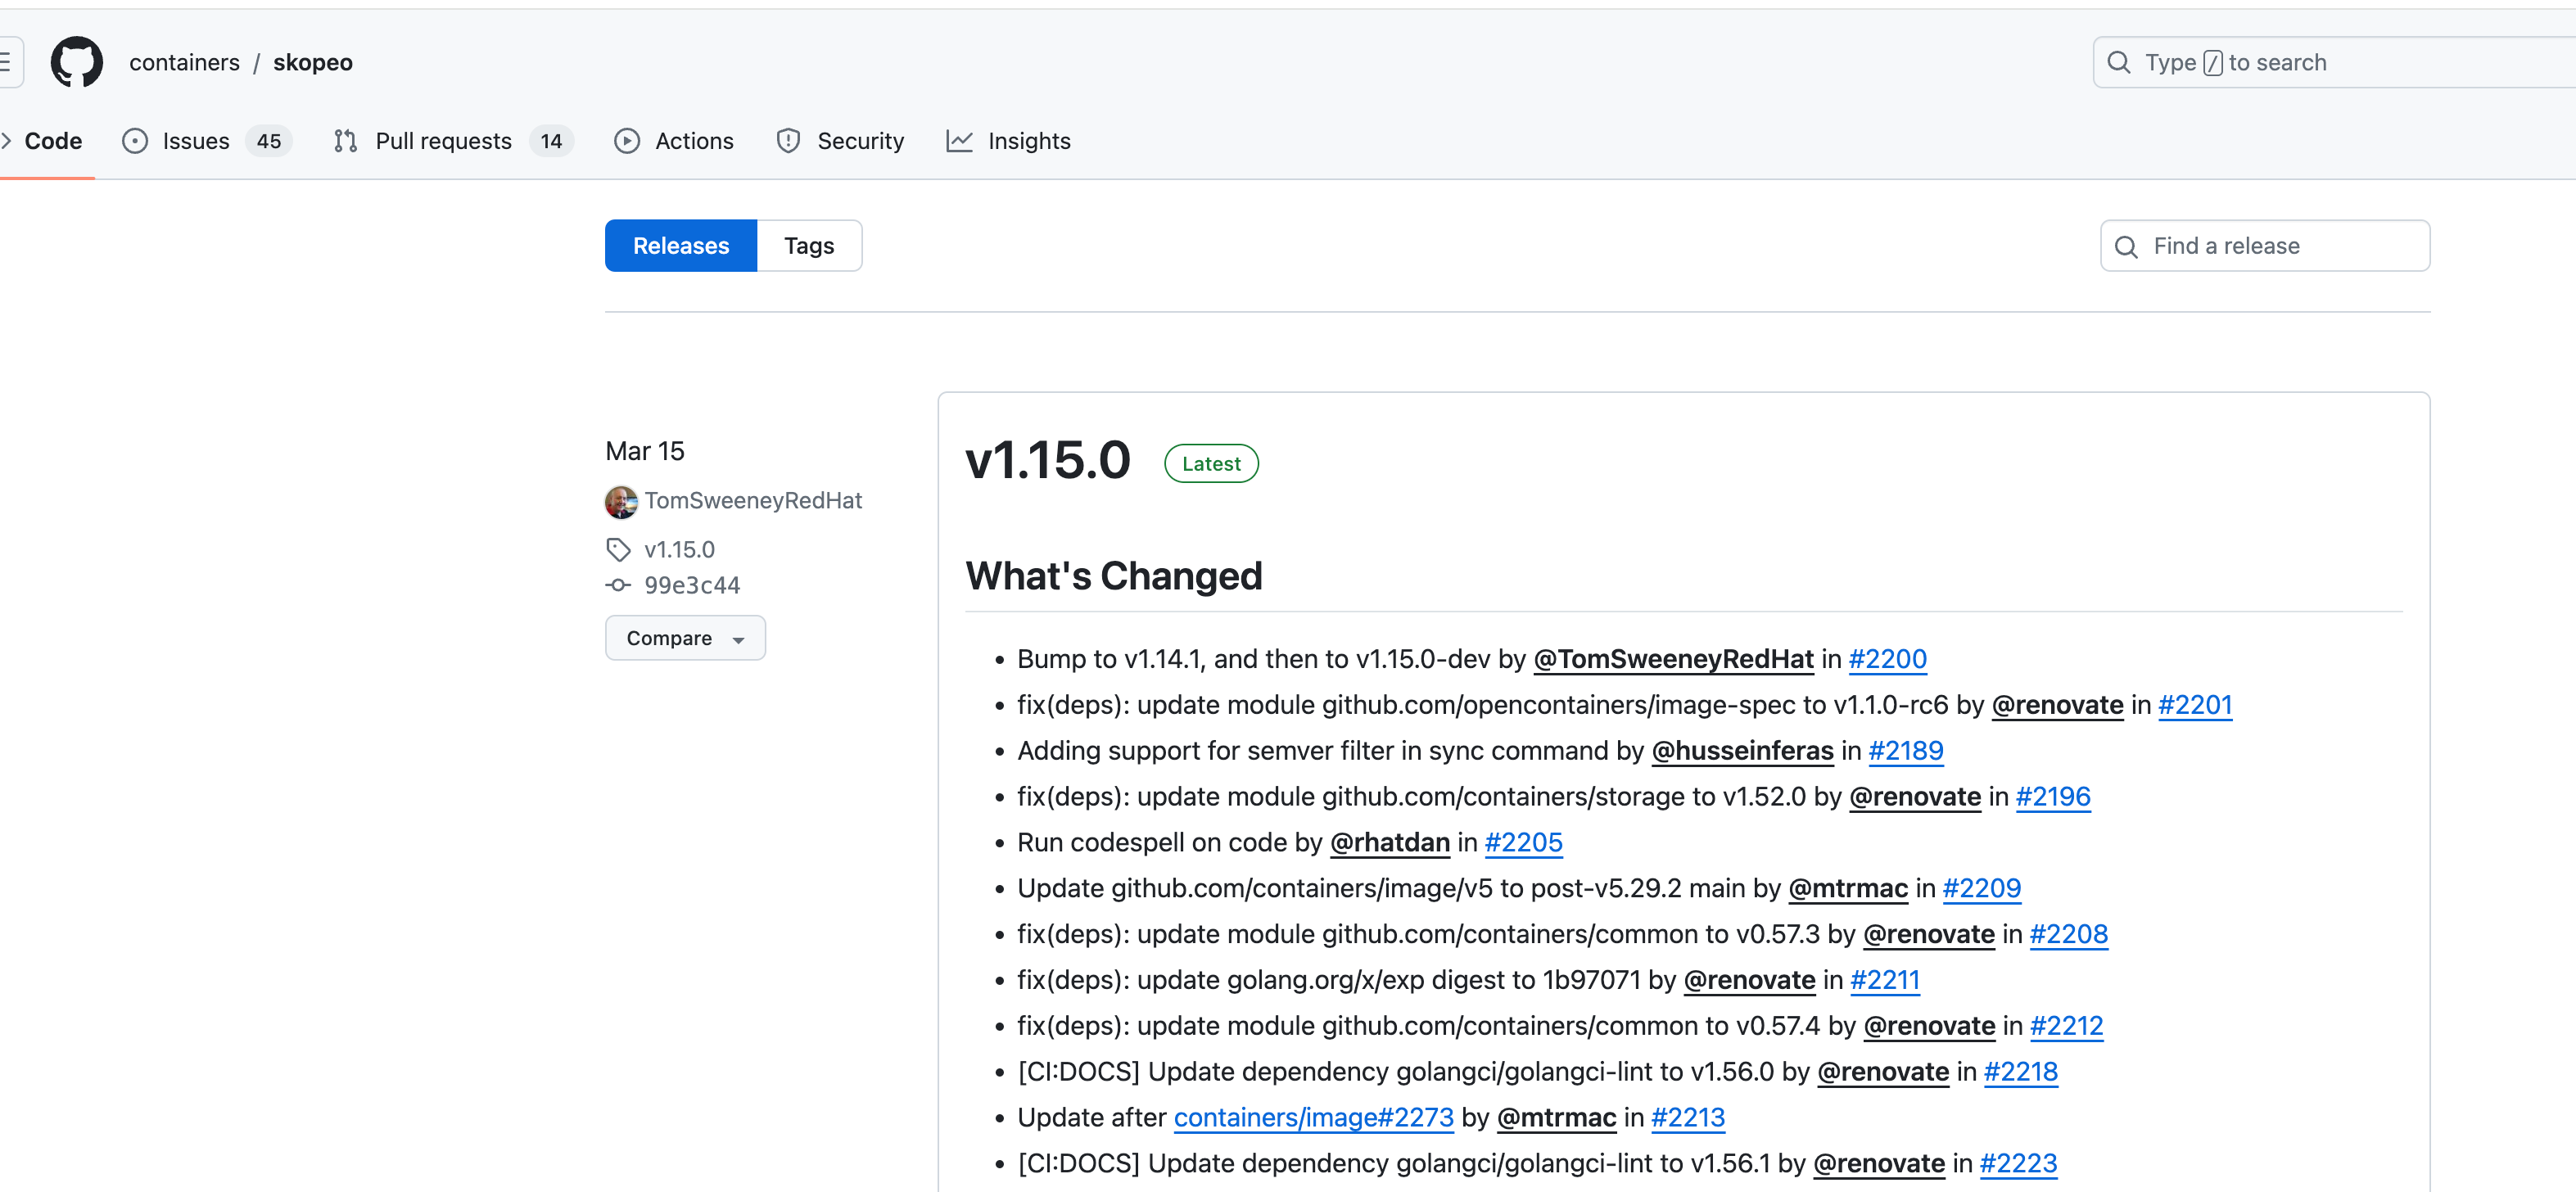 containers / skopeo
Type / to search
Code
Issues 45
Pull requests 14
Actions
Security
Insights
Releases
Tags
Find a release
Mar 15
TomSweeneyRedHat
v1.15.0
99e3c44
Compare
v1.15.0 Latest
What's Changed
• Bump to v1.14.1, and then to v1.15.0-dev by @TomSweeneyRedHat in #2200
• fix(deps): update module github.com/opencontainers/image-spec to v1.1.0-rc6 by @renovate in #2201
• Adding support for semver filter in sync command by @husseinferas in #2189
• fix(deps): update module github.com/containers/storage to v1.52.0 by @renovate in #2196
• Run codespell on code by @rhatdan in #2205
• Update github.com/containers/image/v5 to post-v5.29.2 main by @mtrmac in #2209
• fix(deps): update module github.com/containers/common to v0.57.3 by @renovate in #2208
• fix(deps): update golang.org/x/exp digest to 1b97071 by @renovate in #2211
• fix(deps): update module github.com/containers/common to v0.57.4 by @renovate in #2212
• [CI:DOCS] Update dependency golangci/golangci-lint to v1.56.0 by @renovate in #2218
• Update after containers/image#2273 by @mtrmac in #2213
• [CI:DOCS] Update dependency golangci/golangci-lint to v1.56.1 by @renovate in #2223